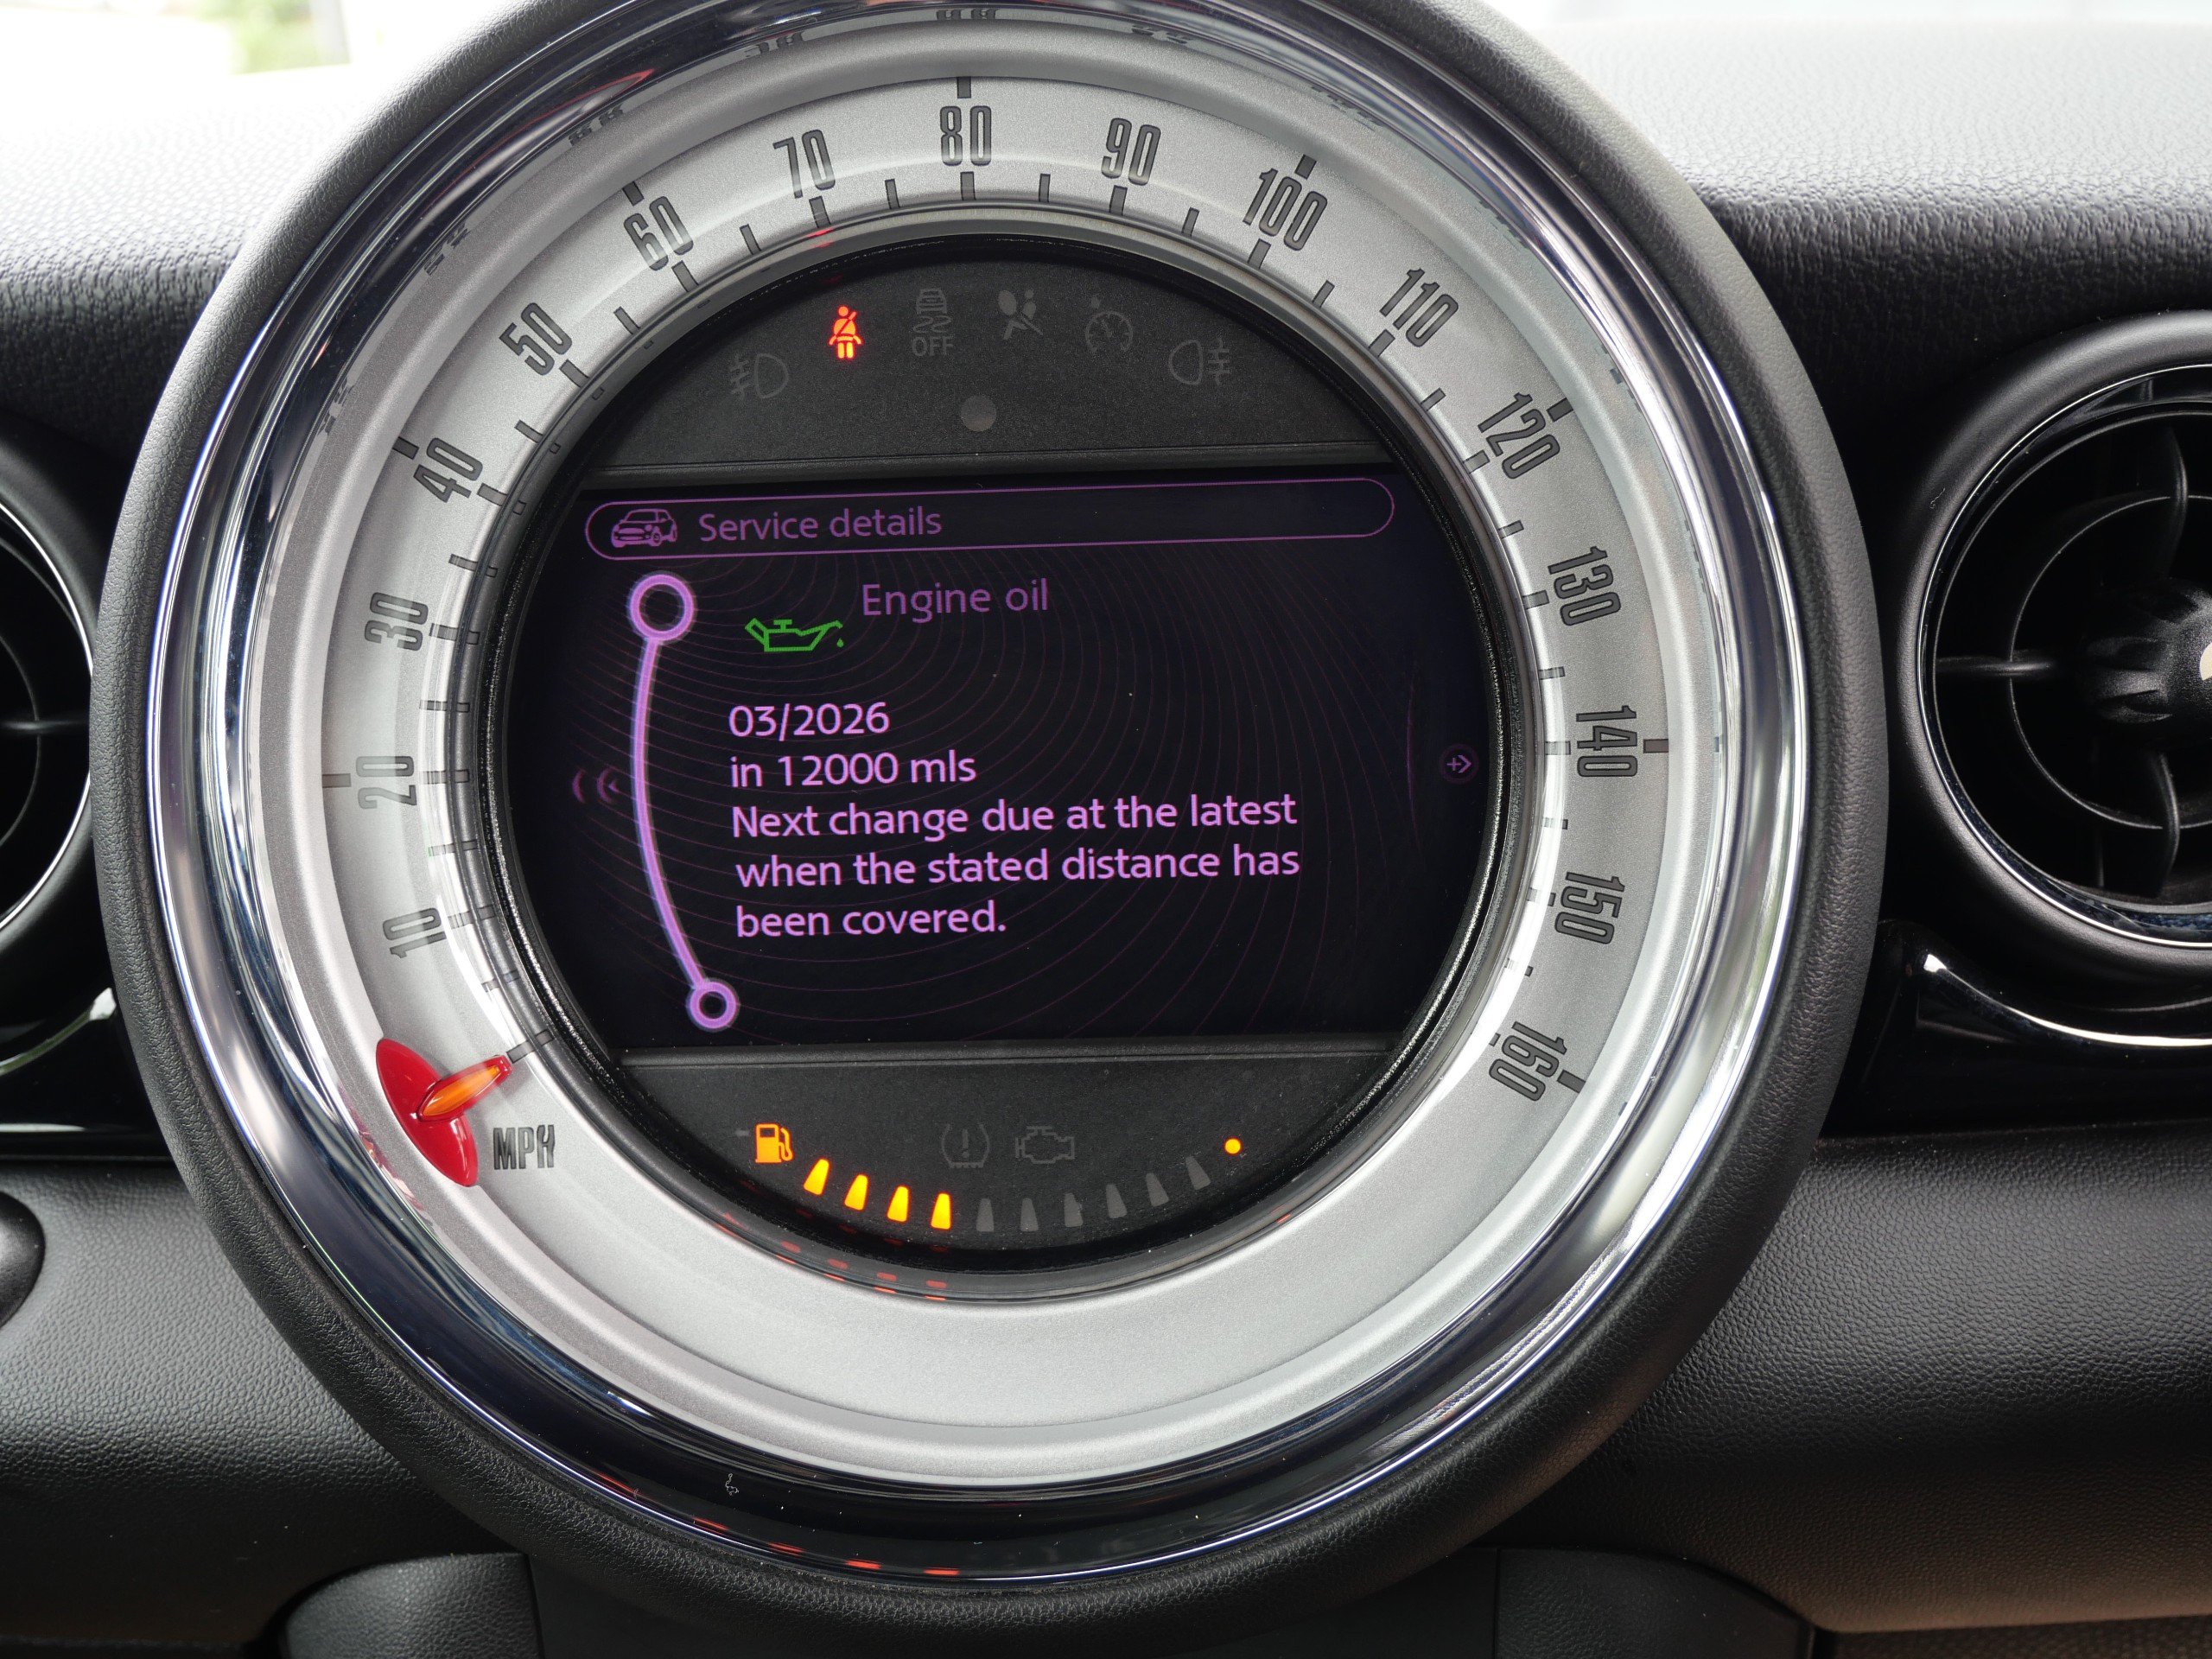 10
20
30
40
50
60
70
80
90
100
110
120
130
140
150
160
MPH
OFF
Service details
Engine oil
03/2026
in 12000 mls
Next change due at the latest
when the stated distance has
been covered.